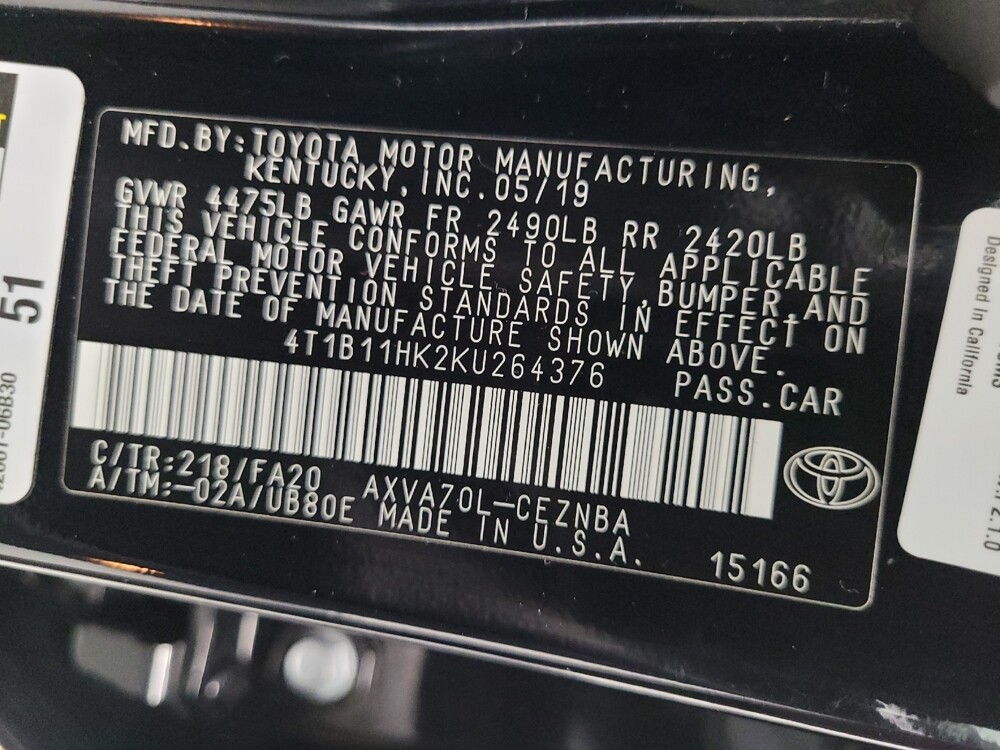 MFD.BY:TOYOTA MOTOR MANUFACTURING,
KENTUCKY,INC.05/19
GVWR 4475LB GAWR FR 2490LB RR 2420LB
THIS VEHICLE CONFORMS TO ALL APPLICABLE
FEDERAL MOTOR VEHICLE SAFETY,BUMPER,AND
THEFT PREVENTION STANDARDS IN EFFECT ON
THE DATE OF MANUFACTURE SHOWN ABOVE.
4T1B11HK2KU264376 PASS.CAR
C/TR:218/FA20 AXVA70L-CEZNBA
A/TM:-02A/UB80E MADE IN U.S.A. 15166
51
Designed In California
2.1.0